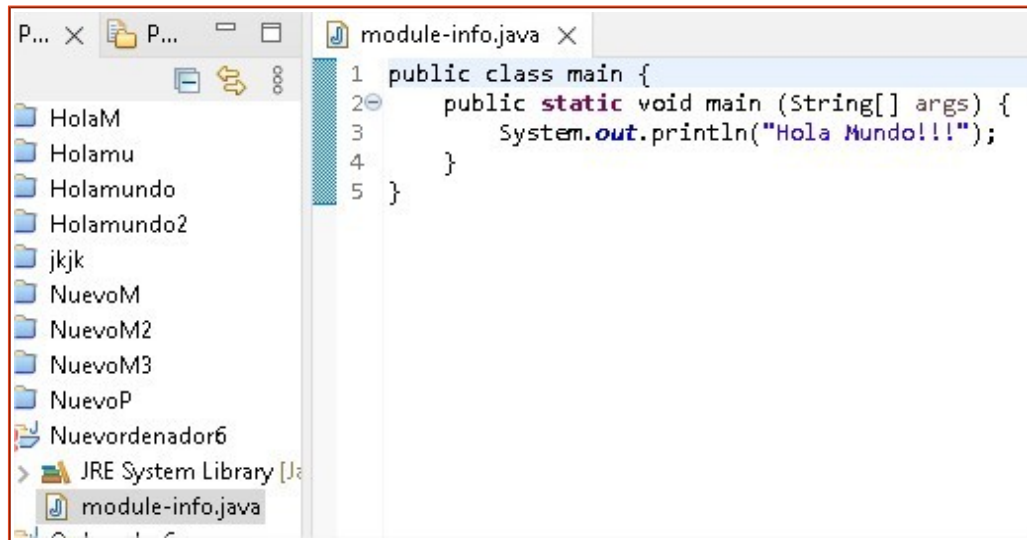 P... P...
HolaM
Holamu
Holamundo
Holamundo2
jkjk
NuevoM
NuevoM2
NuevoM3
NuevoP
Nuevordenador6
JRE System Library [Ja
module-info.java
module-info.java
1 public class main {
2 public static void main (String[] args) {
3 System.out.println("Hola Mundo!!!");
4 }
5 }